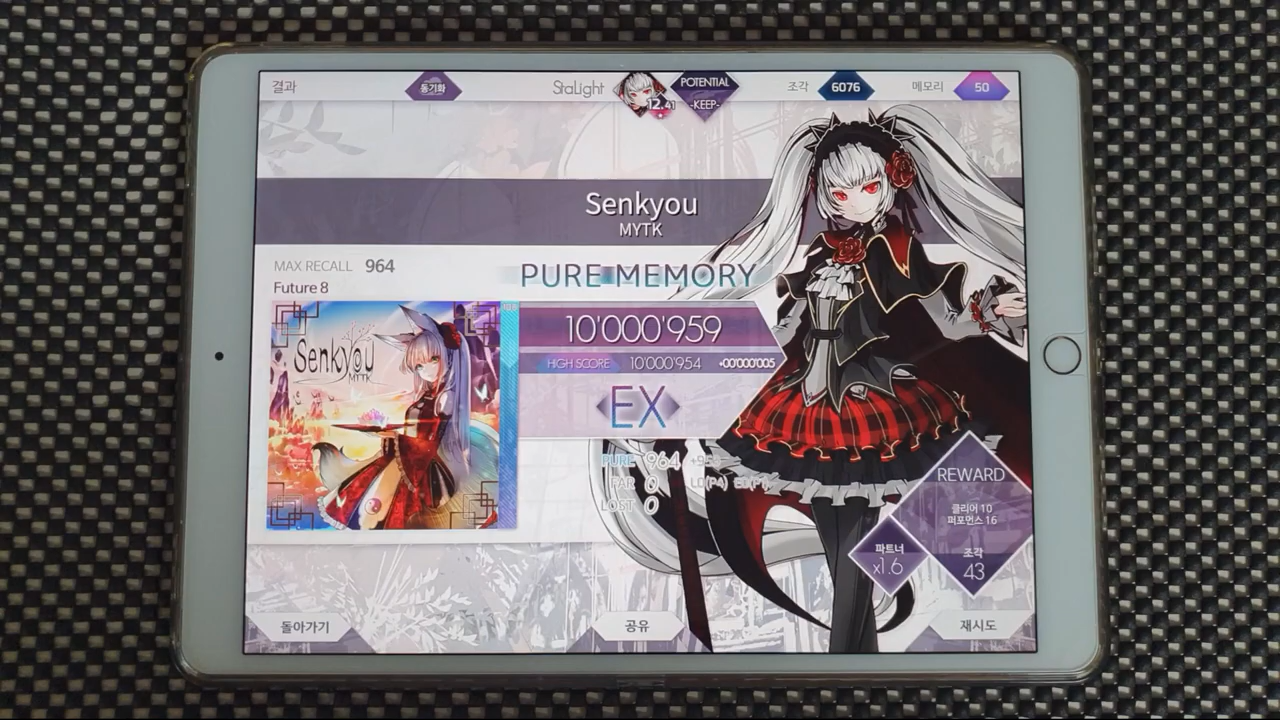 결과
동기화
StaLight
12.41
POTENTIAL
-KEEP-
조각
6076
메모리
50
Senkyou
MYTK
MAX RECALL 964
PURE MEMORY
Future 8
10'000'959
HIGH SCORE 10'000'954 +00'000'005
Senkyou
MYTK
EX
PURE 964
FAR 0
LOST 0
REWARD
클리어 10
퍼포먼스 16
파트너
x1.6
조각
43
돌아가기
공유
재시도